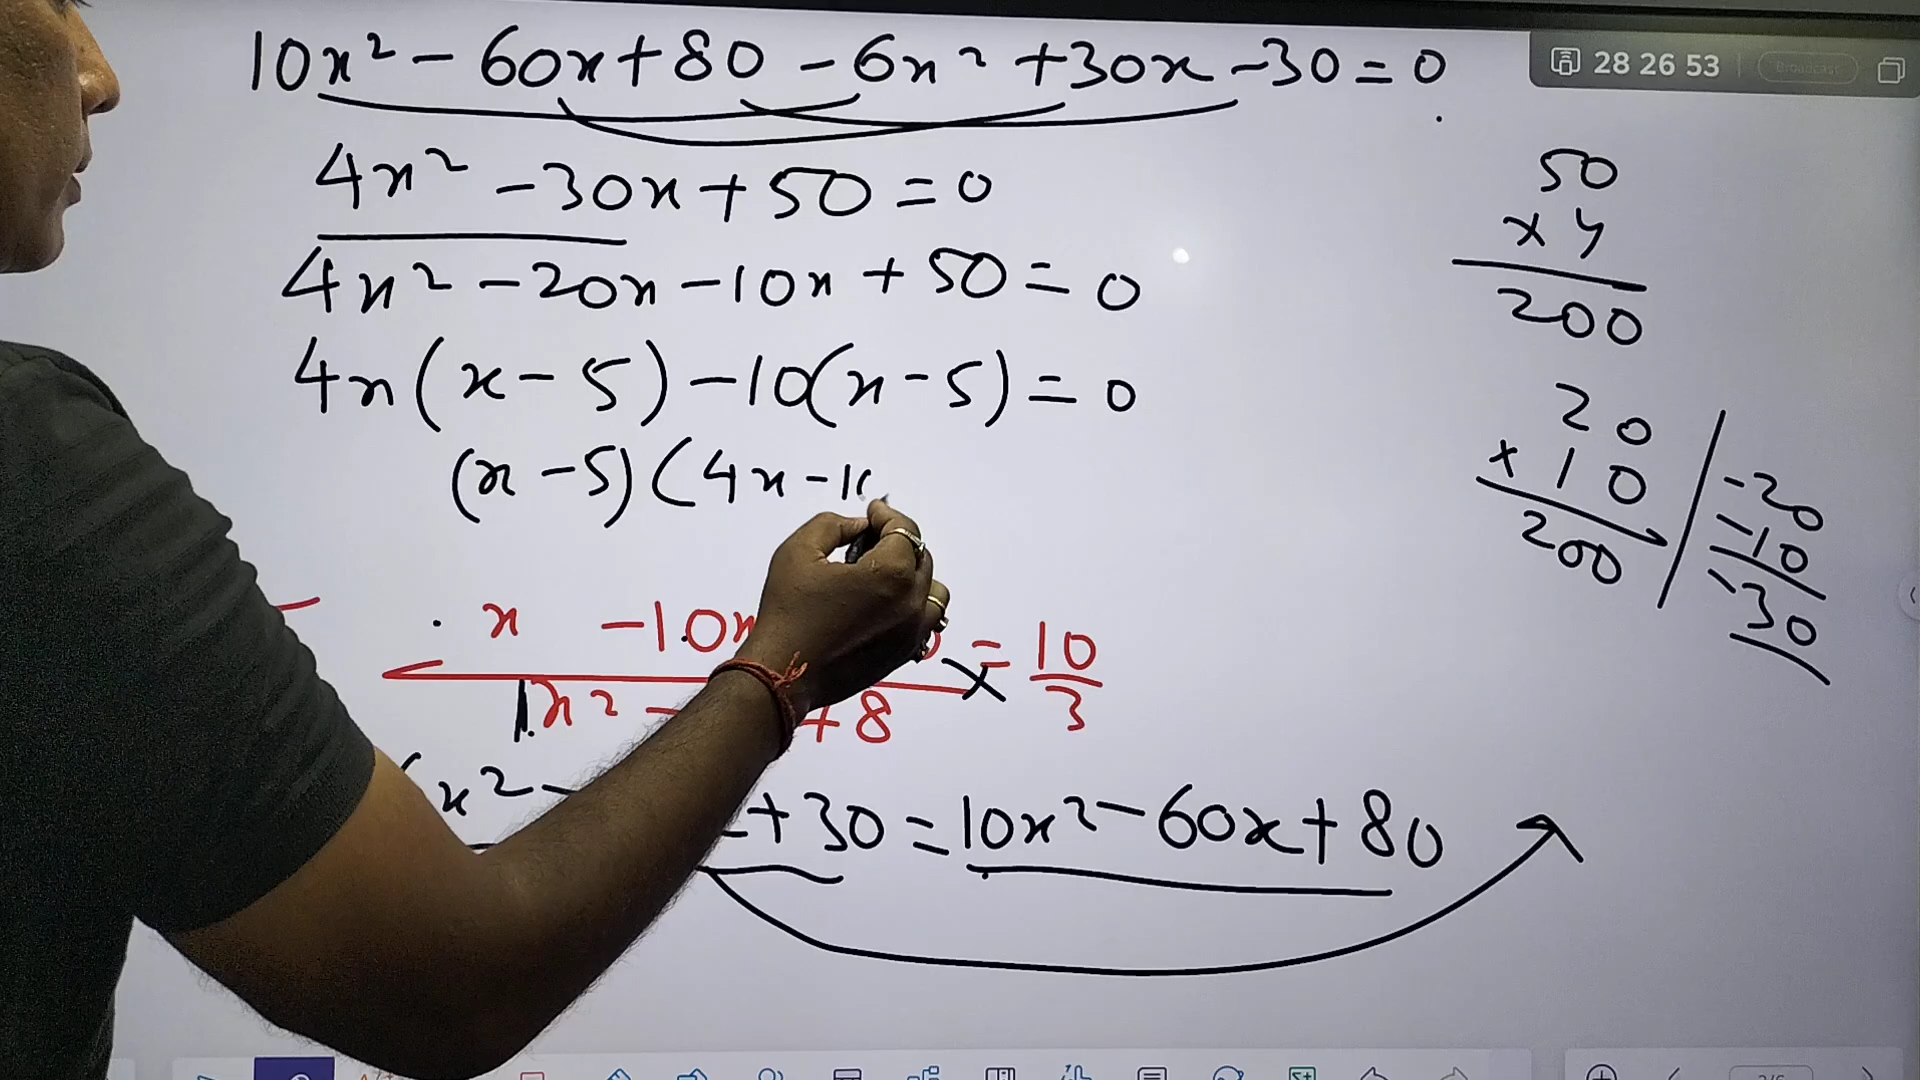 10x² - 60x + 80 - 6x² + 30x - 30 = 0
28 26 53
Broadcast
4x² - 30x + 50 = 0
4x² - 20x - 10x + 50 = 0
4x(x - 5) - 10(x - 5) = 0
(x - 5)(4x - 10
x - 10x = 10/3
x² - + 8
x² - + 30 = 10x² - 60x + 80
50
× 4
200
20
× 10
200
-20
-10
-30